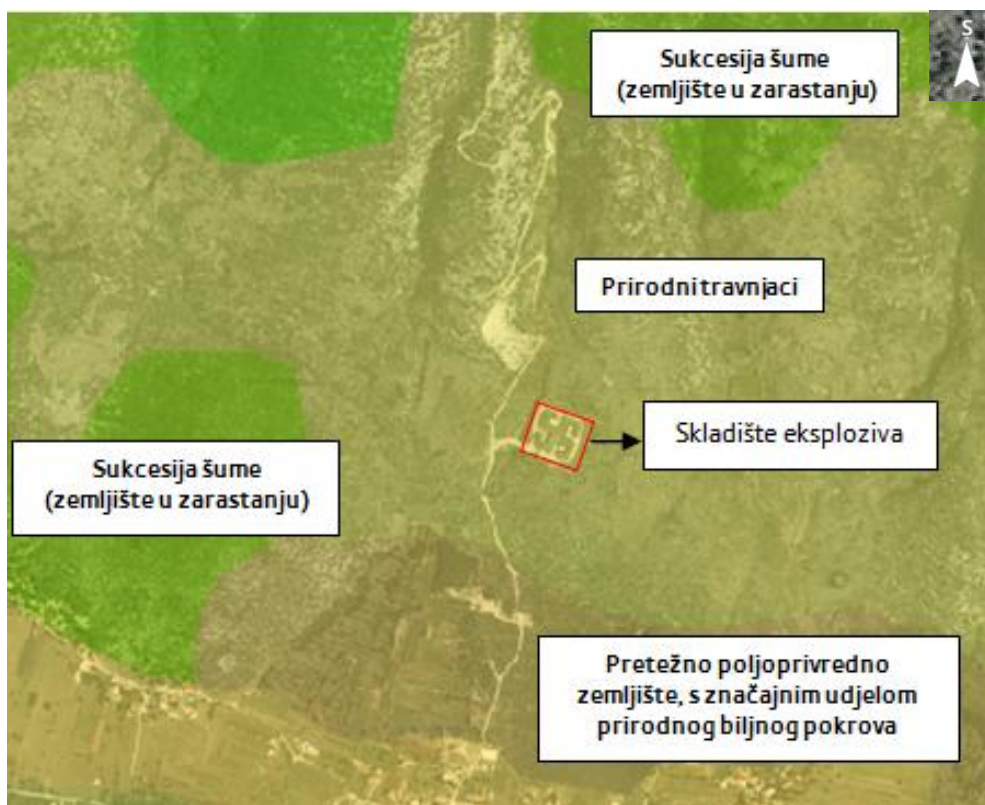 S
Sukcesija šume
(zemljište u zarastanju)
Prirodni travnjaci
Skladište eksploziva
Sukcesija šume
(zemljište u zarastanju)
Pretežno poljoprivredno
zemljište, s značajnim udjelom
prirodnog biljnog pokrova